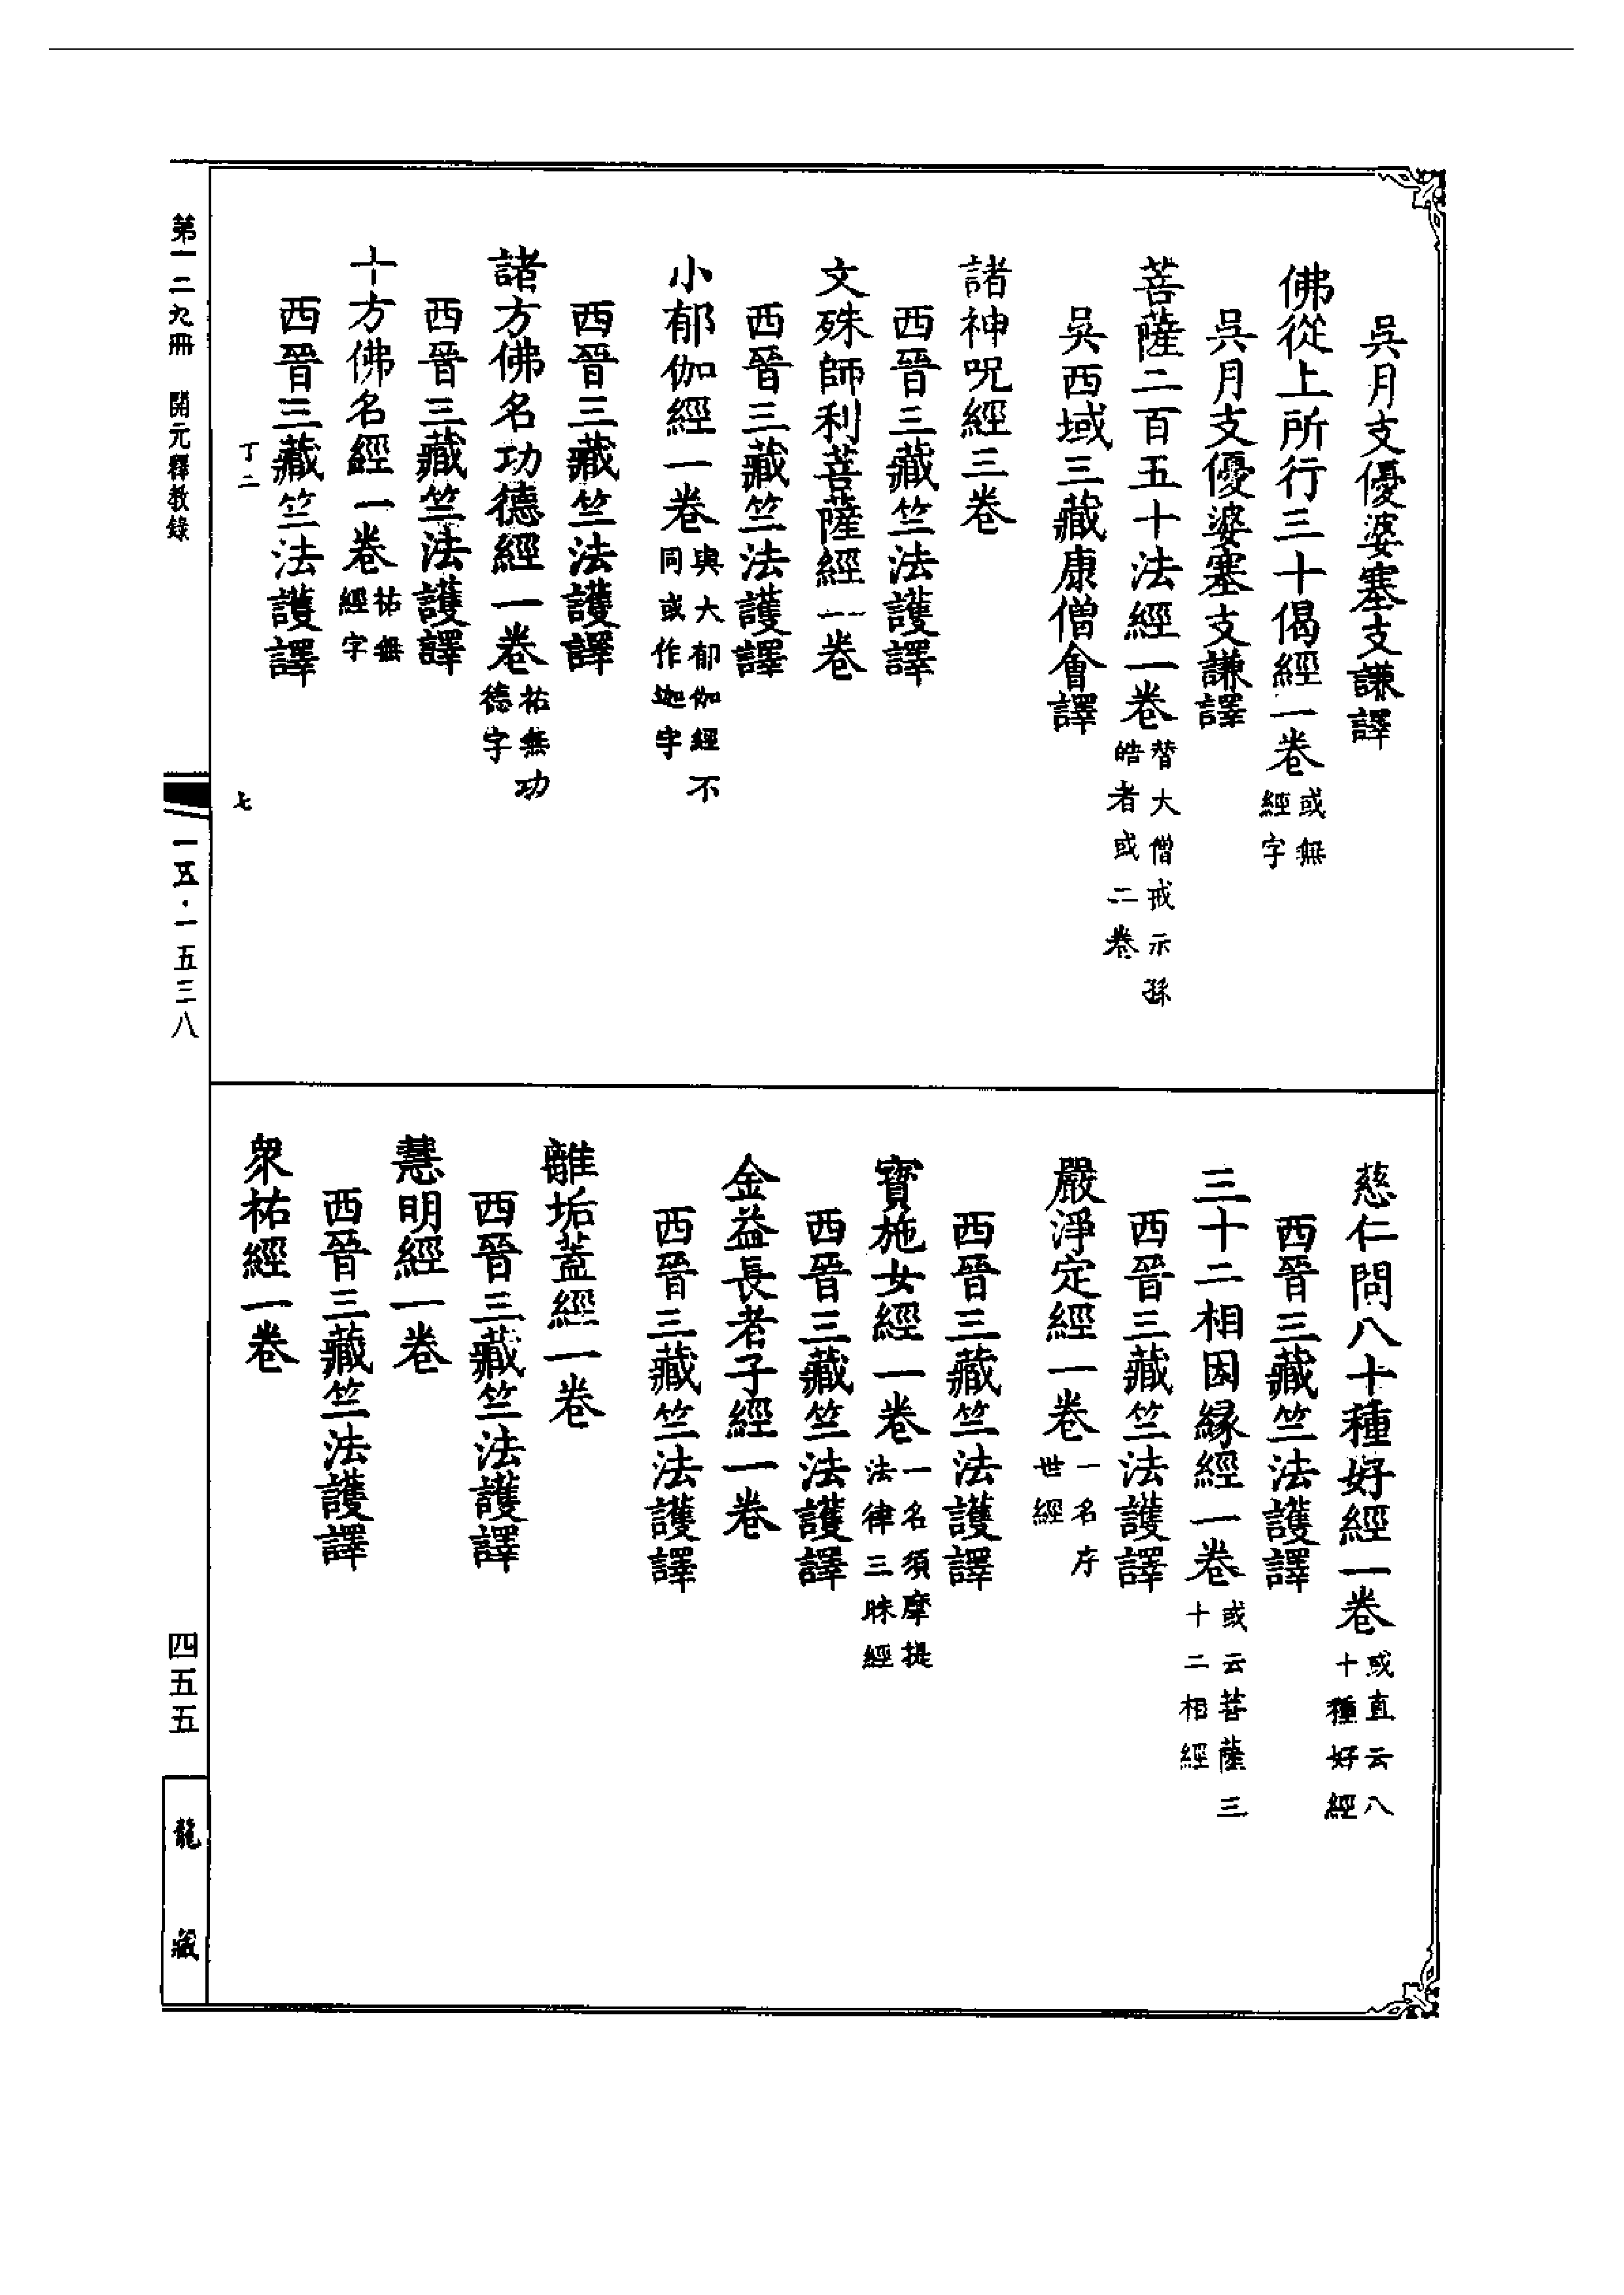 吳月支優婆塞支謙譯
佛從上所行三十偈經一卷或無經字
吳月支優婆塞支謙譯
菩薩二百五十法經一卷替大僧戒示孫皓者或二卷
吳西域三藏康僧會譯
諸神呪經三卷
西晉三藏竺法護譯
文殊師利菩薩經一卷
西晉三藏竺法護譯
小郁伽經一卷與大郁伽經不同或作迦字
西晉三藏竺法護譯
諸方佛名功德經一卷祐無功德字
西晉三藏竺法護譯
十方佛名經一卷祐無經字
西晉三藏竺法護譯
丁二 七
慈仁問八十種好經一卷或直云八十種好經
西晉三藏竺法護譯
三十二相因緣經一卷或云菩薩三十二相經
西晉三藏竺法護譯
嚴淨定經一卷一名序世經
西晉三藏竺法護譯
寶施女經一卷一名須摩提法律三昧經
西晉三藏竺法護譯
金益長者子經一卷
西晉三藏竺法護譯
離垢蓋經一卷
西晉三藏竺法護譯
慧明經一卷
西晉三藏竺法護譯
衆祐經一卷
第一二九冊 開元釋教錄 一五·一五三八 四五五 龍藏